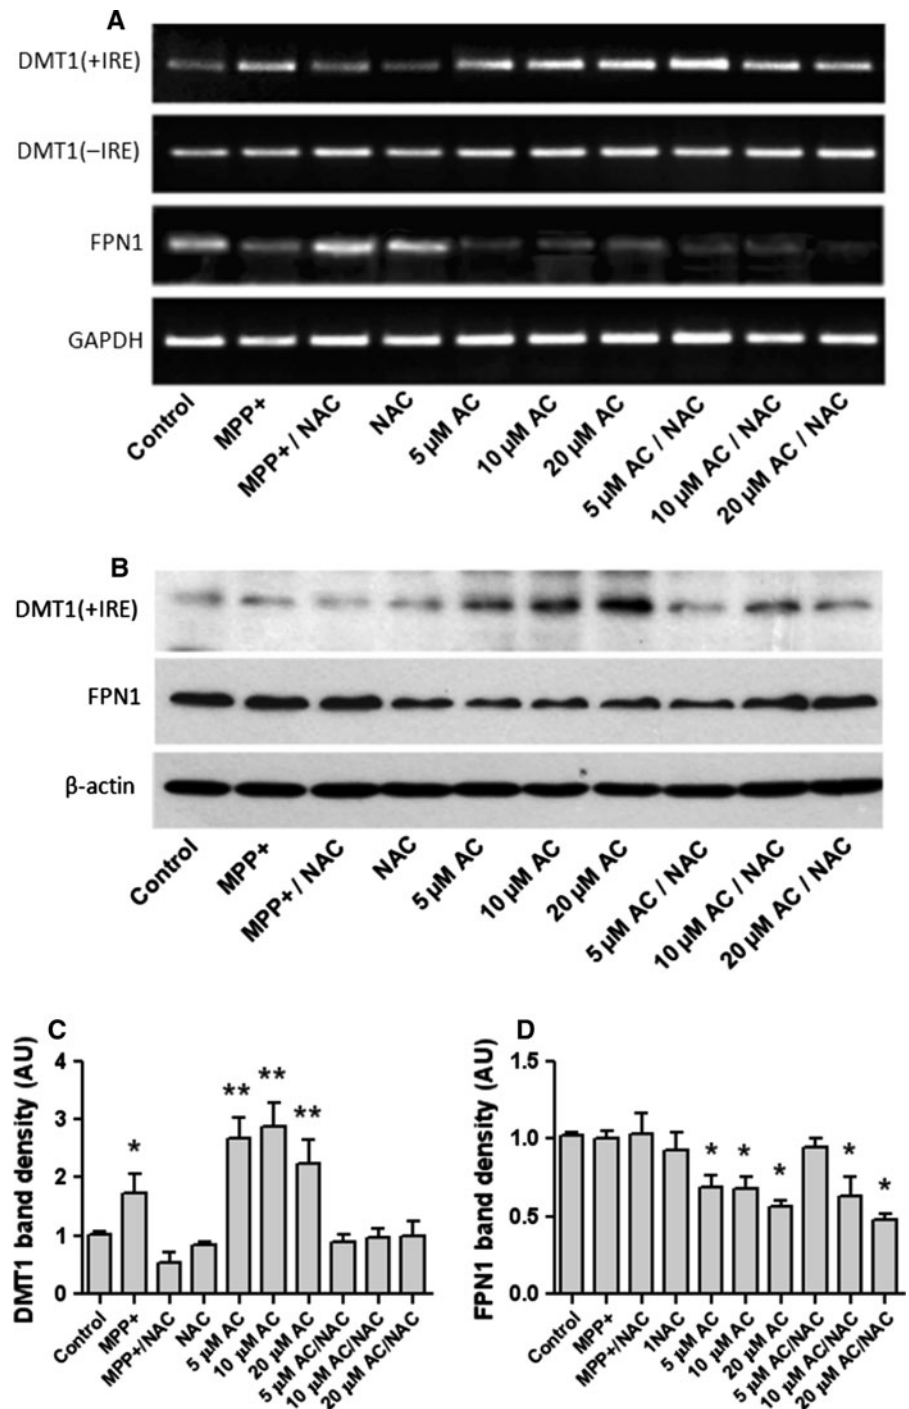 A
DMT1(+IRE)
DMT1(−IRE)
FPN1
GAPDH
Control
MPP+
MPP+ / NAC
NAC
5 µM AC
10 µM AC
20 µM AC
5 µM AC / NAC
10 µM AC / NAC
20 µM AC / NAC
B
DMT1(+IRE)
FPN1
β-actin
Control
MPP+
MPP+ / NAC
NAC
5 µM AC
10 µM AC
20 µM AC
5 µM AC / NAC
10 µM AC / NAC
20 µM AC / NAC
C
DMT1 band density (AU)
4
3
2
1
0
*
**
**
**
Control
MPP+
MPP+/NAC
NAC
5 µM AC
10 µM AC
20 µM AC
5 µM AC/NAC
10 µM AC/NAC
20 µM AC/NAC
D
FPN1 band density (AU)
1.5
1.0
0.5
0.0
*
*
*
*
*
Control
MPP+
MPP+/NAC
1NAC
5 µM AC
10 µM AC
20 µM AC
5 µM AC/NAC
10 µM AC/NAC
20 µM AC/NAC